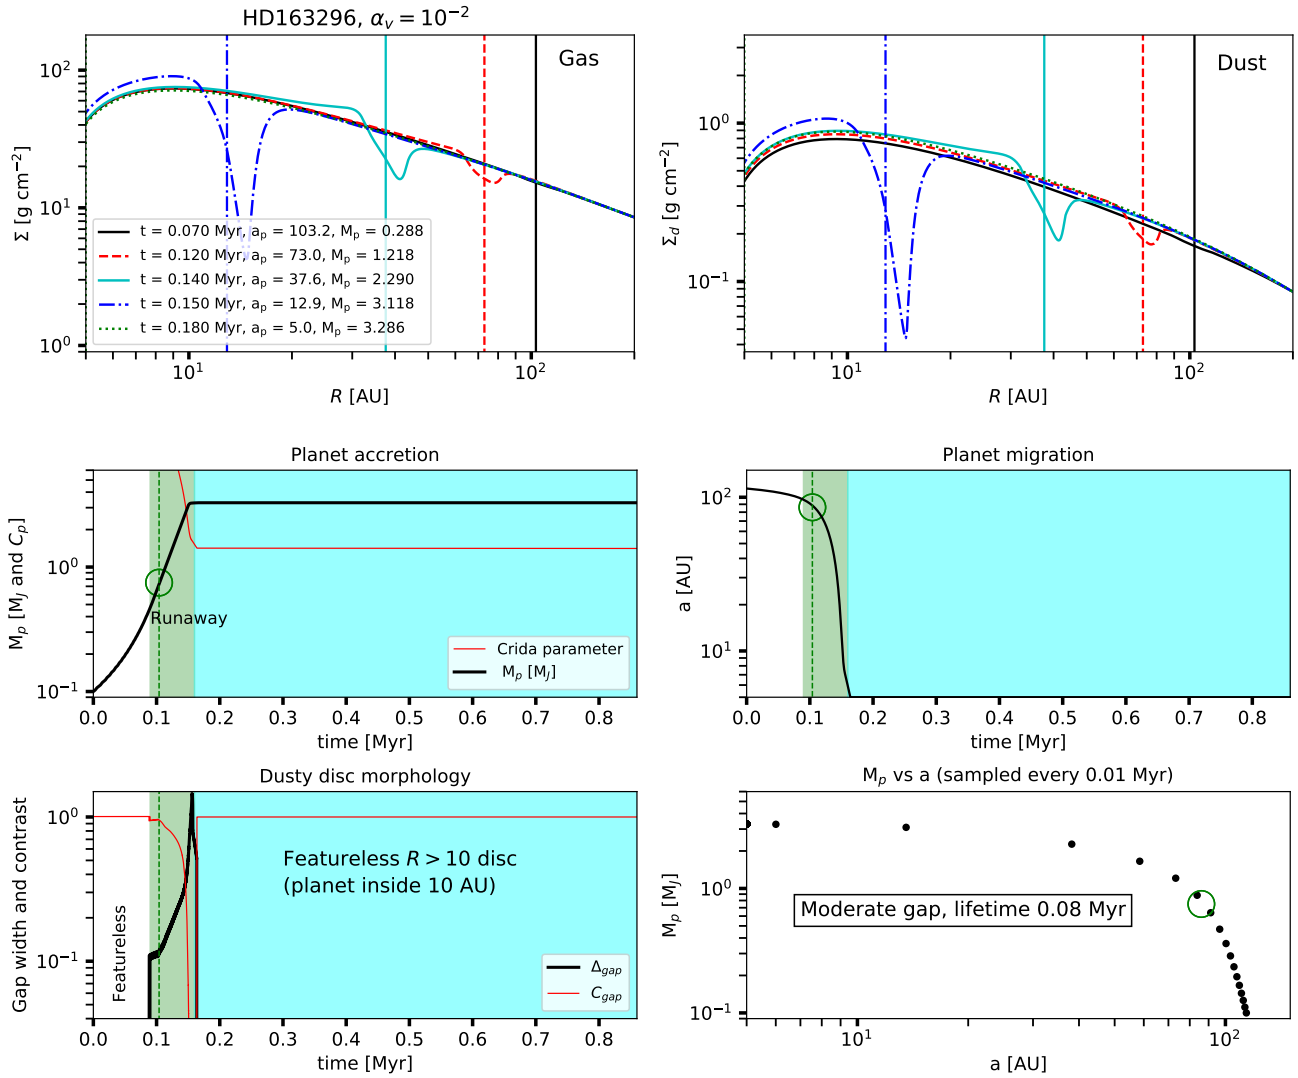 HD163296, α_v = 10^−2
Gas
Σ [g cm^−2]
10^2
10^1
10^0
t = 0.070 Myr, a_p = 103.2, M_p = 0.288
t = 0.120 Myr, a_p = 73.0, M_p = 1.218
t = 0.140 Myr, a_p = 37.6, M_p = 2.290
t = 0.150 Myr, a_p = 12.9, M_p = 3.118
t = 0.180 Myr, a_p = 5.0, M_p = 3.286
10^1 10^2
R [AU]
Dust
Σ_d [g cm^−2]
10^0
10^−1
10^1 10^2
R [AU]
Planet accretion
M_p [M_J and C_p]
10^0
10^−1
Runaway
Crida parameter
M_p [M_J]
0.0 0.1 0.2 0.3 0.4 0.5 0.6 0.7 0.8
time [Myr]
Planet migration
a [AU]
10^2
10^1
0.0 0.1 0.2 0.3 0.4 0.5 0.6 0.7 0.8
time [Myr]
Dusty disc morphology
Gap width and contrast
10^0
10^−1
Featureless
Featureless R > 10 disc
(planet inside 10 AU)
Δ_gap
C_gap
0.0 0.1 0.2 0.3 0.4 0.5 0.6 0.7 0.8
time [Myr]
M_p vs a (sampled every 0.01 Myr)
M_p [M_J]
10^0
10^−1
Moderate gap, lifetime 0.08 Myr
10^1 10^2
a [AU]